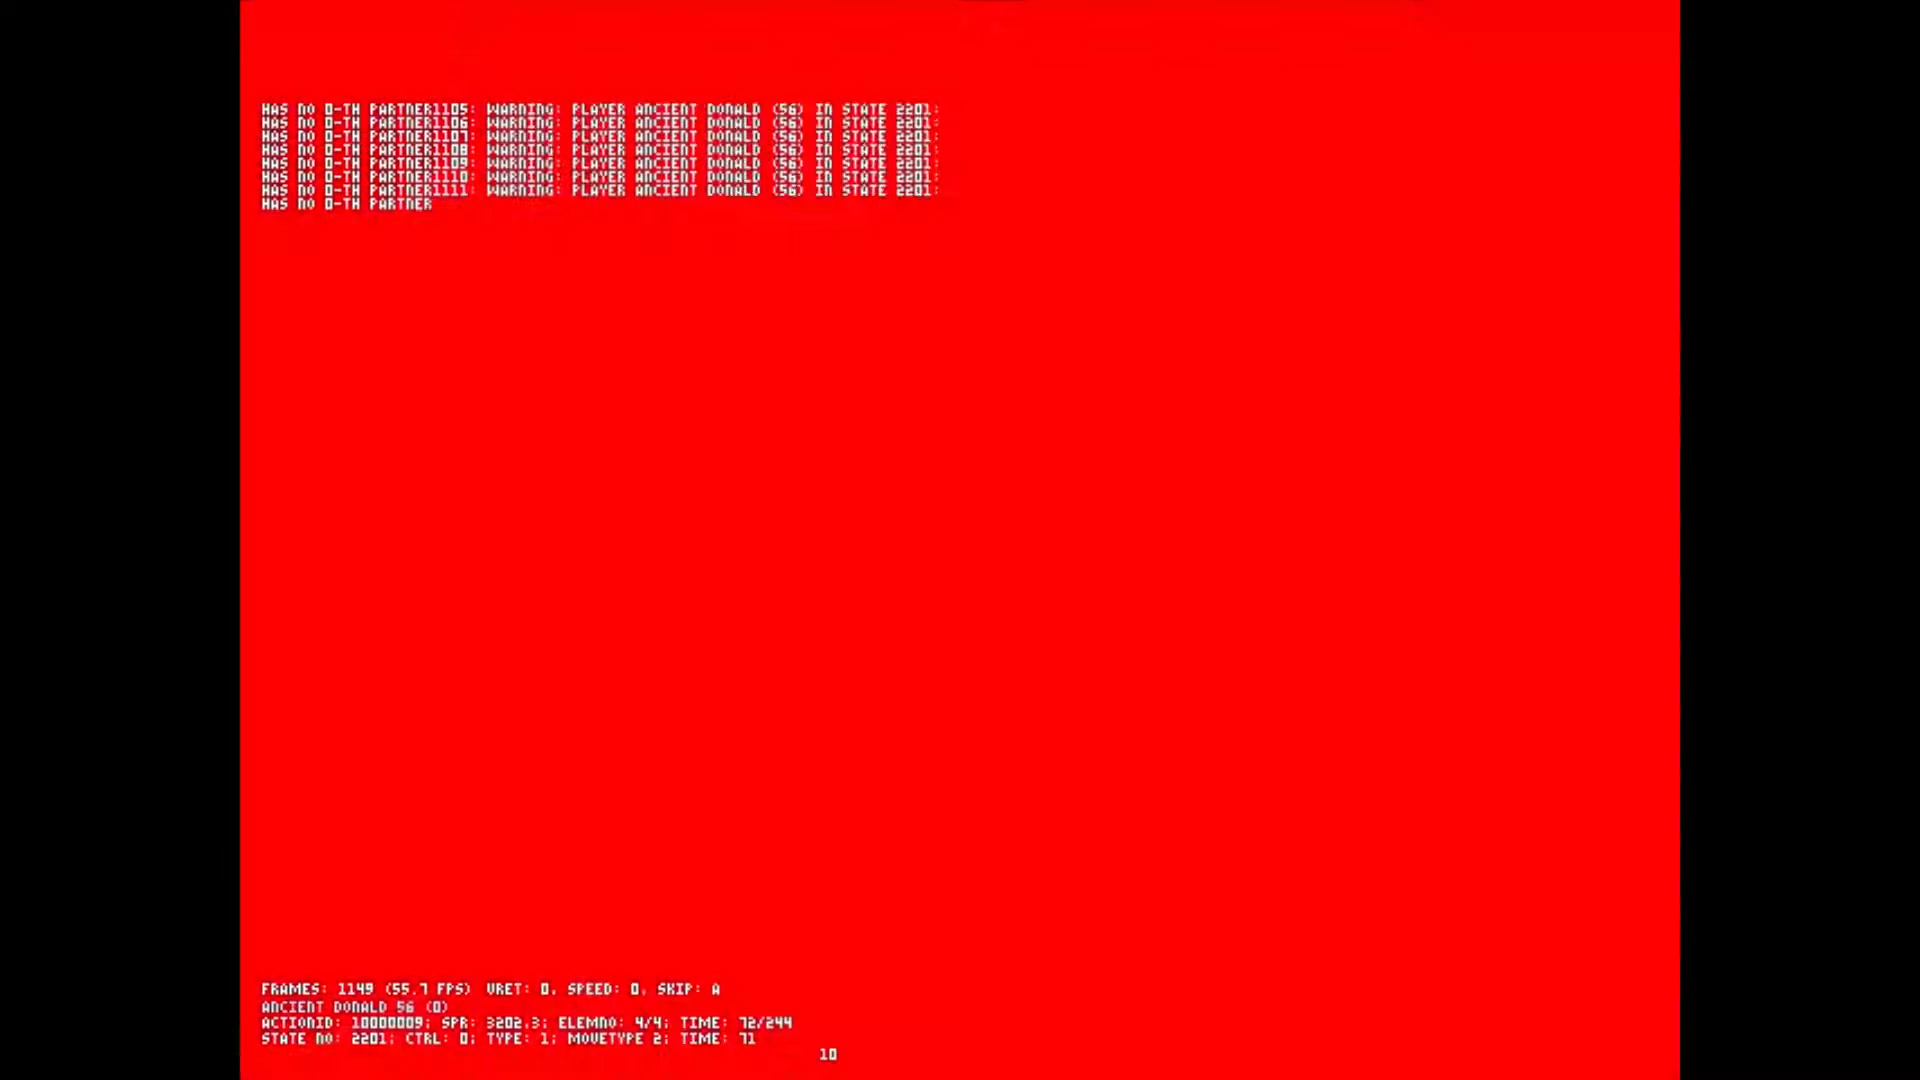 HAS NO 0-TH PARTNER1105: WARNING: PLAYER ANCIENT DONALD (56) IN STATE 2201:
HAS NO 0-TH PARTNER1106: WARNING: PLAYER ANCIENT DONALD (56) IN STATE 2201:
HAS NO 0-TH PARTNER1107: WARNING: PLAYER ANCIENT DONALD (56) IN STATE 2201:
HAS NO 0-TH PARTNER1108: WARNING: PLAYER ANCIENT DONALD (56) IN STATE 2201:
HAS NO 0-TH PARTNER1109: WARNING: PLAYER ANCIENT DONALD (56) IN STATE 2201:
HAS NO 0-TH PARTNER1110: WARNING: PLAYER ANCIENT DONALD (56) IN STATE 2201:
HAS NO 0-TH PARTNER1111: WARNING: PLAYER ANCIENT DONALD (56) IN STATE 2201:
HAS NO 0-TH PARTNER
FRAMES: 1149 (55.7 FPS) VRET: 0, SPEED: 0, SKIP: A
ANCIENT DONALD 56 (0)
ACTIONID: 10000009; SPR: 3202,3; ELEMNO: 4/4; TIME: 72/244
STATE NO: 2201; CTRL: 0; TYPE: 1; MOVETYPE 2; TIME: 71
10